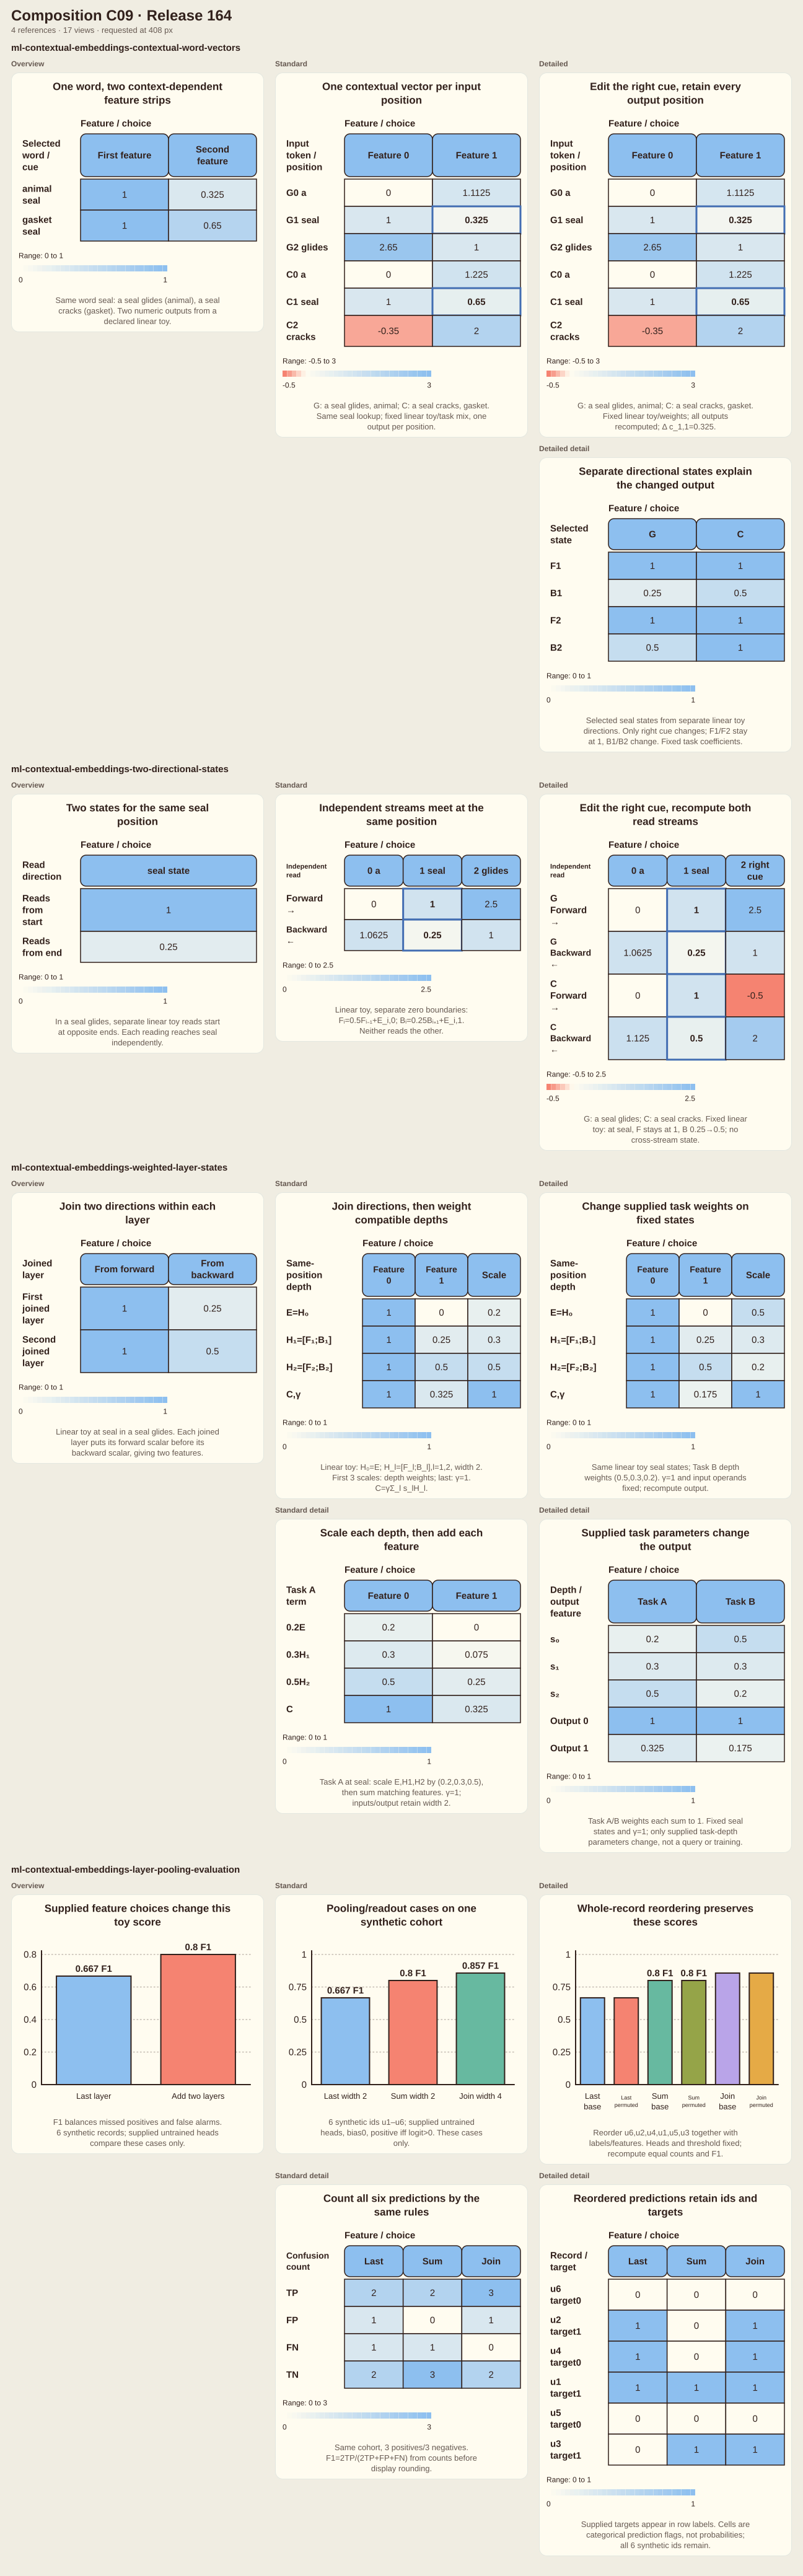 Composition C09 · Release 164
4 references · 17 views · requested at 408 px
ml-contextual-embeddings-contextual-word-vectors
Overview
One word, two context-dependent
feature strips
Feature / choice
Selected
word /
cue
First feature
Second
feature
animal
seal
1
0.325
gasket
seal
1
0.65
Range: 0 to 1
0
1
Same word seal: a seal glides (animal), a seal
cracks (gasket). Two numeric outputs from a
declared linear toy.
Standard
One contextual vector per input
position
Feature / choice
Input
token /
position
Feature 0
Feature 1
G0 a
0
1.1125
G1 seal
1
0.325
G2 glides
2.65
1
C0 a
0
1.225
C1 seal
1
0.65
C2
cracks
-0.35
2
Range: -0.5 to 3
-0.5
3
G: a seal glides, animal; C: a seal cracks, gasket.
Same seal lookup; fixed linear toy/task mix, one
output per position.
Detailed
Edit the right cue, retain every
output position
Feature / choice
Input
token /
position
Feature 0
Feature 1
G0 a
0
1.1125
G1 seal
1
0.325
G2 glides
2.65
1
C0 a
0
1.225
C1 seal
1
0.65
C2
cracks
-0.35
2
Range: -0.5 to 3
-0.5
3
G: a seal glides, animal; C: a seal cracks, gasket.
Fixed linear toy/weights; all outputs
recomputed; Δ c_1,1=0.325.
Detailed detail
Separate directional states explain
the changed output
Feature / choice
Selected
state
G
C
F1
1
1
B1
0.25
0.5
F2
1
1
B2
0.5
1
Range: 0 to 1
0
1
Selected seal states from separate linear toy
directions. Only right cue changes; F1/F2 stay
at 1, B1/B2 change. Fixed task coefficients.
ml-contextual-embeddings-two-directional-states
Overview
Two states for the same seal
position
Feature / choice
Read
direction
seal state
Reads
from
start
1
Reads
from end
0.25
Range: 0 to 1
0
1
In a seal glides, separate linear toy reads start
at opposite ends. Each reading reaches seal
independently.
Standard
Independent streams meet at the
same position
Feature / choice
Independent
read
0 a
1 seal
2 glides
Forward
→
0
1
2.5
Backward
←
1.0625
0.25
1
Range: 0 to 2.5
0
2.5
Linear toy, separate zero boundaries:
Fᵢ=0.5Fᵢ₋₁+E_i,0; Bᵢ=0.25Bᵢ₊₁+E_i,1.
Neither reads the other.
Detailed
Edit the right cue, recompute both
read streams
Feature / choice
Independent
read
0 a
1 seal
2 right
cue
G
Forward
→
0
1
2.5
G
Backward
←
1.0625
0.25
1
C
Forward
→
0
1
-0.5
C
Backward
←
1.125
0.5
2
Range: -0.5 to 2.5
-0.5
2.5
G: a seal glides; C: a seal cracks. Fixed linear
toy: at seal, F stays at 1, B 0.25→0.5; no
cross-stream state.
ml-contextual-embeddings-weighted-layer-states
Overview
Join two directions within each
layer
Feature / choice
Joined
layer
From forward
From
backward
First
joined
layer
1
0.25
Second
joined
layer
1
0.5
Range: 0 to 1
0
1
Linear toy at seal in a seal glides. Each joined
layer puts its forward scalar before its
backward scalar, giving two features.
Standard
Join directions, then weight
compatible depths
Feature / choice
Same-
position
depth
Feature
0
Feature
1
Scale
E=H₀
1
0
0.2
H₁=[F₁;B₁]
1
0.25
0.3
H₂=[F₂;B₂]
1
0.5
0.5
C,γ
1
0.325
1
Range: 0 to 1
0
1
Linear toy: H₀=E; H_l=[F_l;B_l],l=1,2, width 2.
First 3 scales: depth weights; last: γ=1.
C=γΣ_l s_lH_l.
Detailed
Change supplied task weights on
fixed states
Feature / choice
Same-
position
depth
Feature
0
Feature
1
Scale
E=H₀
1
0
0.5
H₁=[F₁;B₁]
1
0.25
0.3
H₂=[F₂;B₂]
1
0.5
0.2
C,γ
1
0.175
1
Range: 0 to 1
0
1
Same linear toy seal states; Task B depth
weights (0.5,0.3,0.2). γ=1 and input operands
fixed; recompute output.
Standard detail
Scale each depth, then add each
feature
Feature / choice
Task A
term
Feature 0
Feature 1
0.2E
0.2
0
0.3H₁
0.3
0.075
0.5H₂
0.5
0.25
C
1
0.325
Range: 0 to 1
0
1
Task A at seal: scale E,H1,H2 by (0.2,0.3,0.5),
then sum matching features. γ=1;
inputs/output retain width 2.
Detailed detail
Supplied task parameters change
the output
Feature / choice
Depth /
output
feature
Task A
Task B
s₀
0.2
0.5
s₁
0.3
0.3
s₂
0.5
0.2
Output 0
1
1
Output 1
0.325
0.175
Range: 0 to 1
0
1
Task A/B weights each sum to 1. Fixed seal
states and γ=1; only supplied task-depth
parameters change, not a query or training.
ml-contextual-embeddings-layer-pooling-evaluation
Overview
Supplied feature choices change this
toy score
0.8
0.6
0.4
0.2
0
0.667 F1
0.8 F1
Last layer
Add two layers
F1 balances missed positives and false alarms.
6 synthetic records; supplied untrained heads
compare these cases only.
Standard
Pooling/readout cases on one
synthetic cohort
1
0.75
0.5
0.25
0
0.667 F1
0.8 F1
0.857 F1
Last width 2
Sum width 2
Join width 4
6 synthetic ids u1–u6; supplied untrained
heads, bias0, positive iff logit>0. These cases
only.
Detailed
Whole-record reordering preserves
these scores
1
0.75
0.5
0.25
0
0.8 F1
0.8 F1
Last
base
Last
permuted
Sum
base
Sum
permuted
Join
base
Join
permuted
Reorder u6,u2,u4,u1,u5,u3 together with
labels/features. Heads and threshold fixed;
recompute equal counts and F1.
Standard detail
Count all six predictions by the
same rules
Feature / choice
Confusion
count
Last
Sum
Join
TP
2
2
3
FP
1
0
1
FN
1
1
0
TN
2
3
2
Range: 0 to 3
0
3
Same cohort, 3 positives/3 negatives.
F1=2TP/(2TP+FP+FN) from counts before
display rounding.
Detailed detail
Reordered predictions retain ids and
targets
Feature / choice
Record /
target
Last
Sum
Join
u6
target0
0
0
0
u2
target1
1
0
1
u4
target0
1
0
1
u1
target1
1
1
1
u5
target0
0
0
0
u3
target1
0
1
1
Range: 0 to 1
0
1
Supplied targets appear in row labels. Cells are
categorical prediction flags, not probabilities;
all 6 synthetic ids remain.